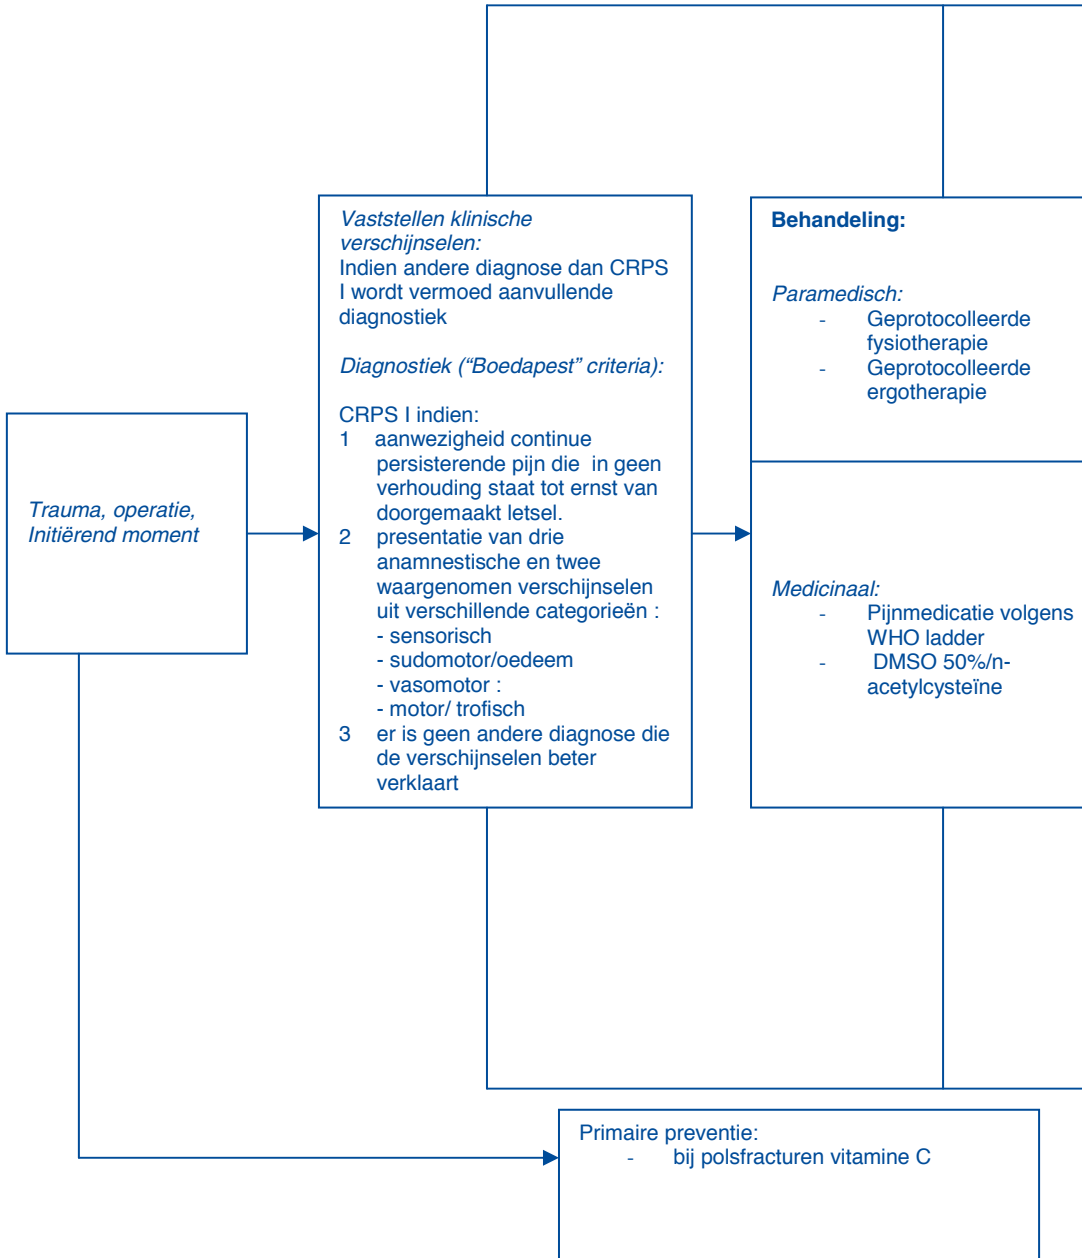 Trauma, operatie,
Initiërend moment
Vaststellen klinische
verschijnselen:
Indien andere diagnose dan CRPS
I wordt vermoed aanvullende
diagnostiek
Diagnostiek (“Boedapest” criteria):
CRPS I indien:
1 aanwezigheid continue
persisterende pijn die in geen
verhouding staat tot ernst van
doorgemaakt letsel.
2 presentatie van drie
anamnestische en twee
waargenomen verschijnselen
uit verschillende categorieën :
- sensorisch
- sudomotor/oedeem
- vasomotor :
- motor/ trofisch
3 er is geen andere diagnose die
de verschijnselen beter
verklaart
Behandeling:
Paramedisch:
- Geprotocolleerde
fysiotherapie
- Geprotocolleerde
ergotherapie
Medicinaal:
- Pijnmedicatie volgens
WHO ladder
- DMSO 50%/n-
acetylcysteïne
Primaire preventie:
- bij polsfracturen vitamine C